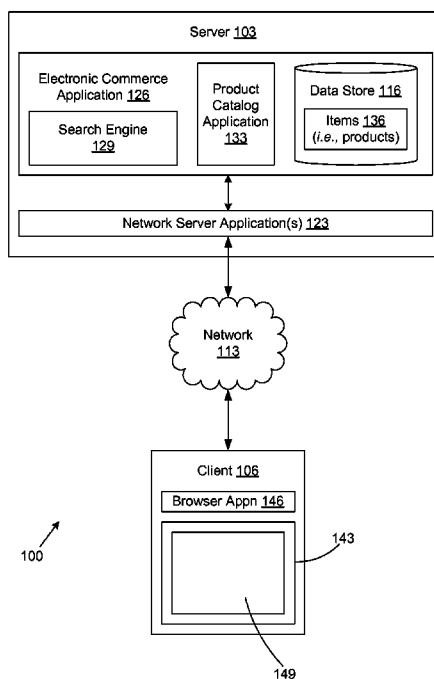 Server 103
Electronic Commerce
Application 126
Search Engine
129
Product
Catalog
Application
133
Data Store 116
Items 136
(i.e., products)
Network Server Application(s) 123
Network
113
Client 106
Browser Appn 146
143
100
149